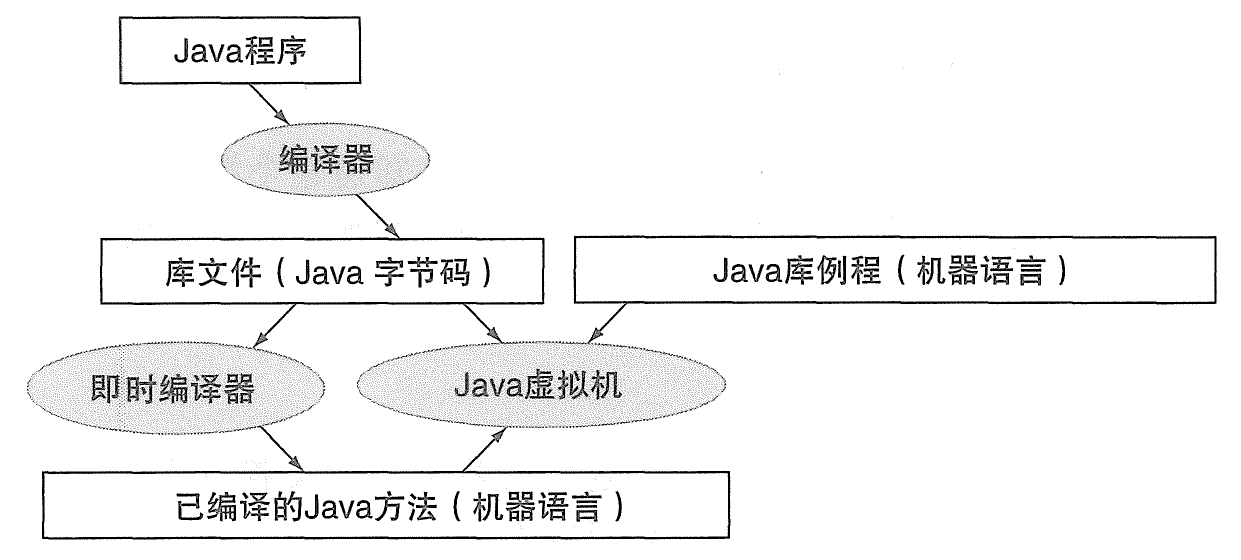 Java程序
编译器
库文件（Java 字节码）
Java库例程（机器语言）
即时编译器
Java虚拟机
已编译的Java方法（机器语言）